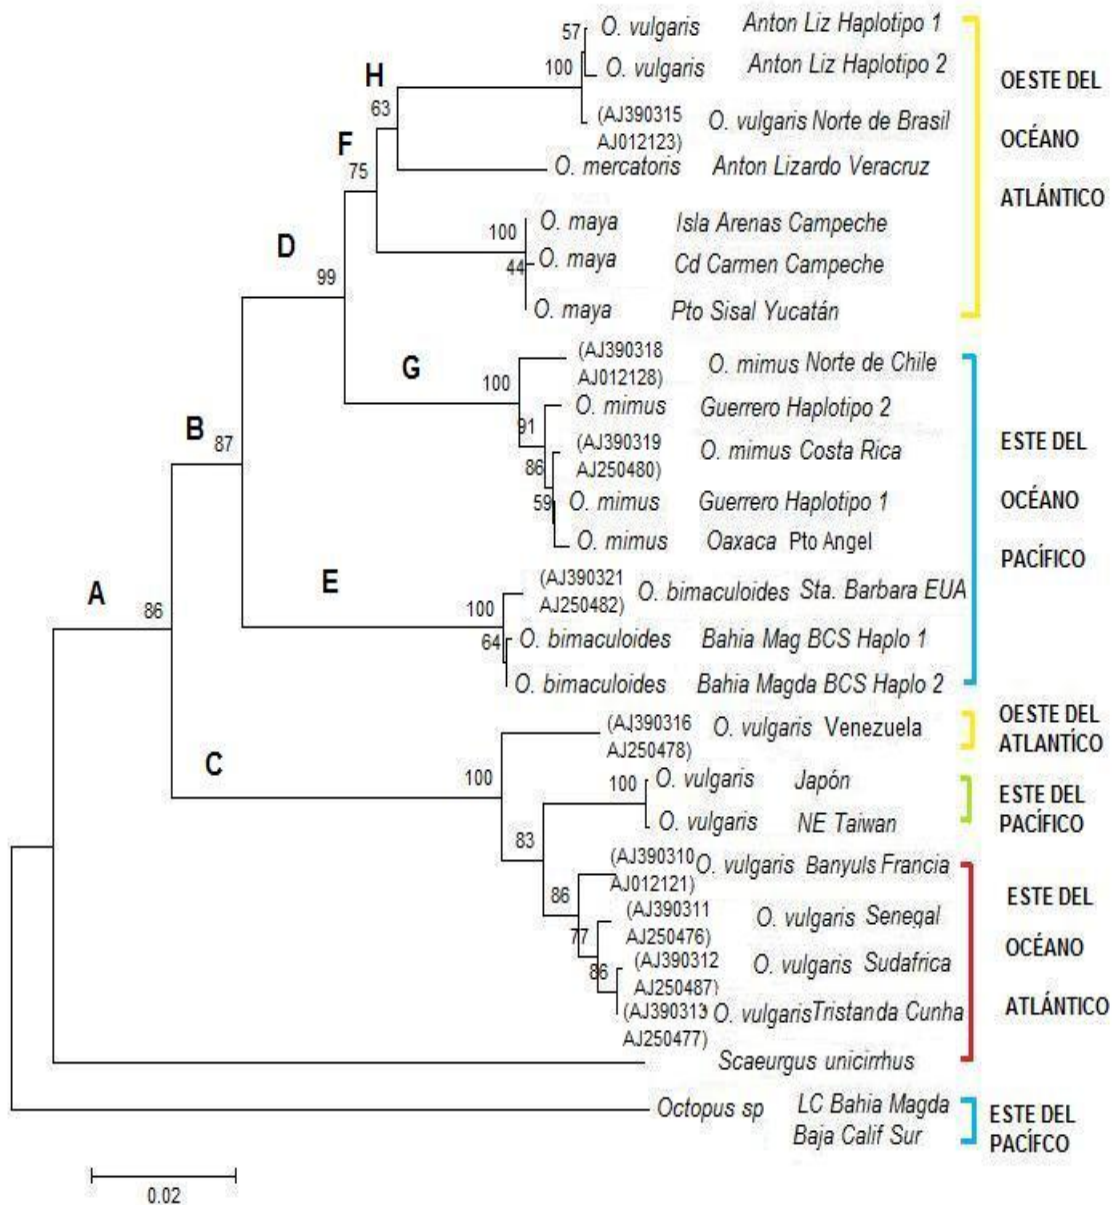 57 O. vulgaris Anton Liz Haplotipo 1
100 O. vulgaris Anton Liz Haplotipo 2
H
63
(AJ390315
AJ012123) O. vulgaris Norte de Brasil
F
75
O. mercatoris Anton Lizardo Veracruz
100 O. maya Isla Arenas Campeche
44 O. maya Cd Carmen Campeche
O. maya Pto Sisal Yucatán
OESTE DEL
OCÉANO
ATLÁNTICO
D
99
(AJ390318
AJ012128) O. mimus Norte de Chile
G
100
O. mimus Guerrero Haplotipo 2
91
(AJ390319
AJ250480) O. mimus Costa Rica
86
59 O. mimus Guerrero Haplotipo 1
O. mimus Oaxaca Pto Angel
B
87
E
(AJ390321
AJ250482) O. bimaculoides Sta. Barbara EUA
100
64 O. bimaculoides Bahia Mag BCS Haplo 1
O. bimaculoides Bahia Magda BCS Haplo 2
ESTE DEL
OCÉANO
PACÍFICO
A
86
(AJ390316
AJ250478) O. vulgaris Venezuela
OESTE DEL
ATLANTÍCO
C
100
100 O. vulgaris Japón
O. vulgaris NE Taiwan
ESTE DEL
PACÍFICO
83
(AJ390310 O. vulgaris Banyuls Francia
AJ012121)
86
(AJ390311
AJ250476) O. vulgaris Senegal
77
(AJ390312
AJ250487) O. vulgaris Sudafrica
86
(AJ390313 O. vulgaris Tristan da Cunha
AJ250477)
Scaeurgus unicirrhus
ESTE DEL
OCÉANO
ATLÁNTICO
Octopus sp LC Bahia Magda
Baja Calif Sur
ESTE DEL
PACÍFCO
0.02